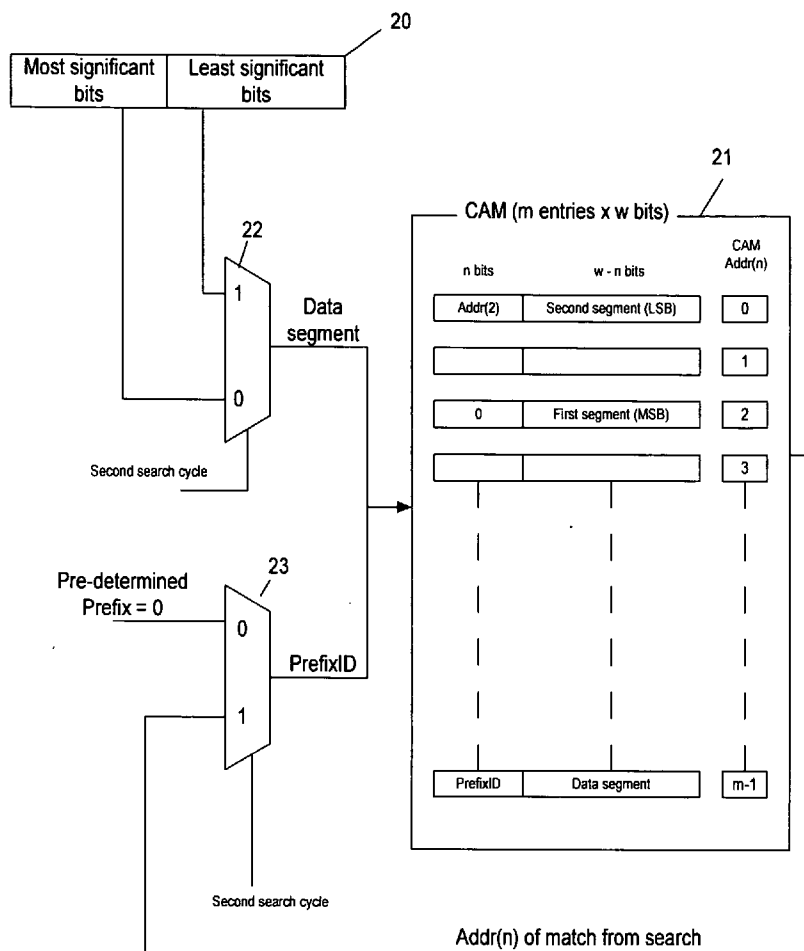 20
Most significant
bits
Least significant
bits
21
CAM (m entries x w bits)
22
n bits
w - n bits
CAM
Addr(n)
1
Data
segment
Addr(2)
Second segment (LSB)
0
1
0
0
First segment (MSB)
2
Second search cycle
3
23
Pre-determined
Prefix = 0
0
PrefixID
1
PrefixID
Data segment
m-1
Second search cycle
Addr(n) of match from search